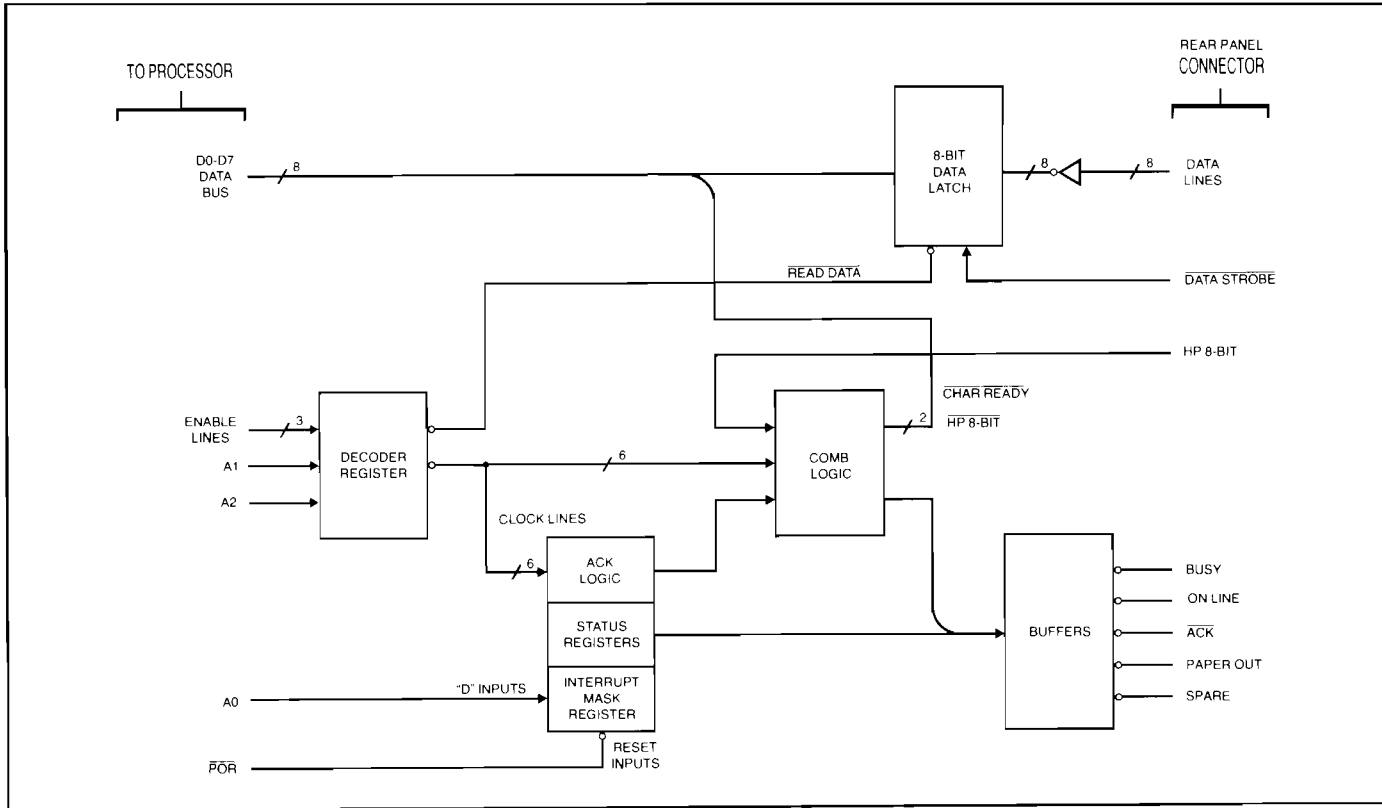 TO PROCESSOR
REAR PANEL
CONNECTOR
D0-D7
DATA
BUS
8
8-BIT
DATA
LATCH
8
8
DATA
LINES
READ DATA
DATA STROBE
HP 8-BIT
CHAR READY
2
HP 8-BIT
ENABLE
LINES
3
A1
A2
DECODER
REGISTER
6
COMB
LOGIC
CLOCK LINES
6
ACK
LOGIC
STATUS
REGISTERS
INTERRUPT
MASK
REGISTER
A0
"D" INPUTS
POR
RESET
INPUTS
BUFFERS
BUSY
ON LINE
ACK
PAPER OUT
SPARE